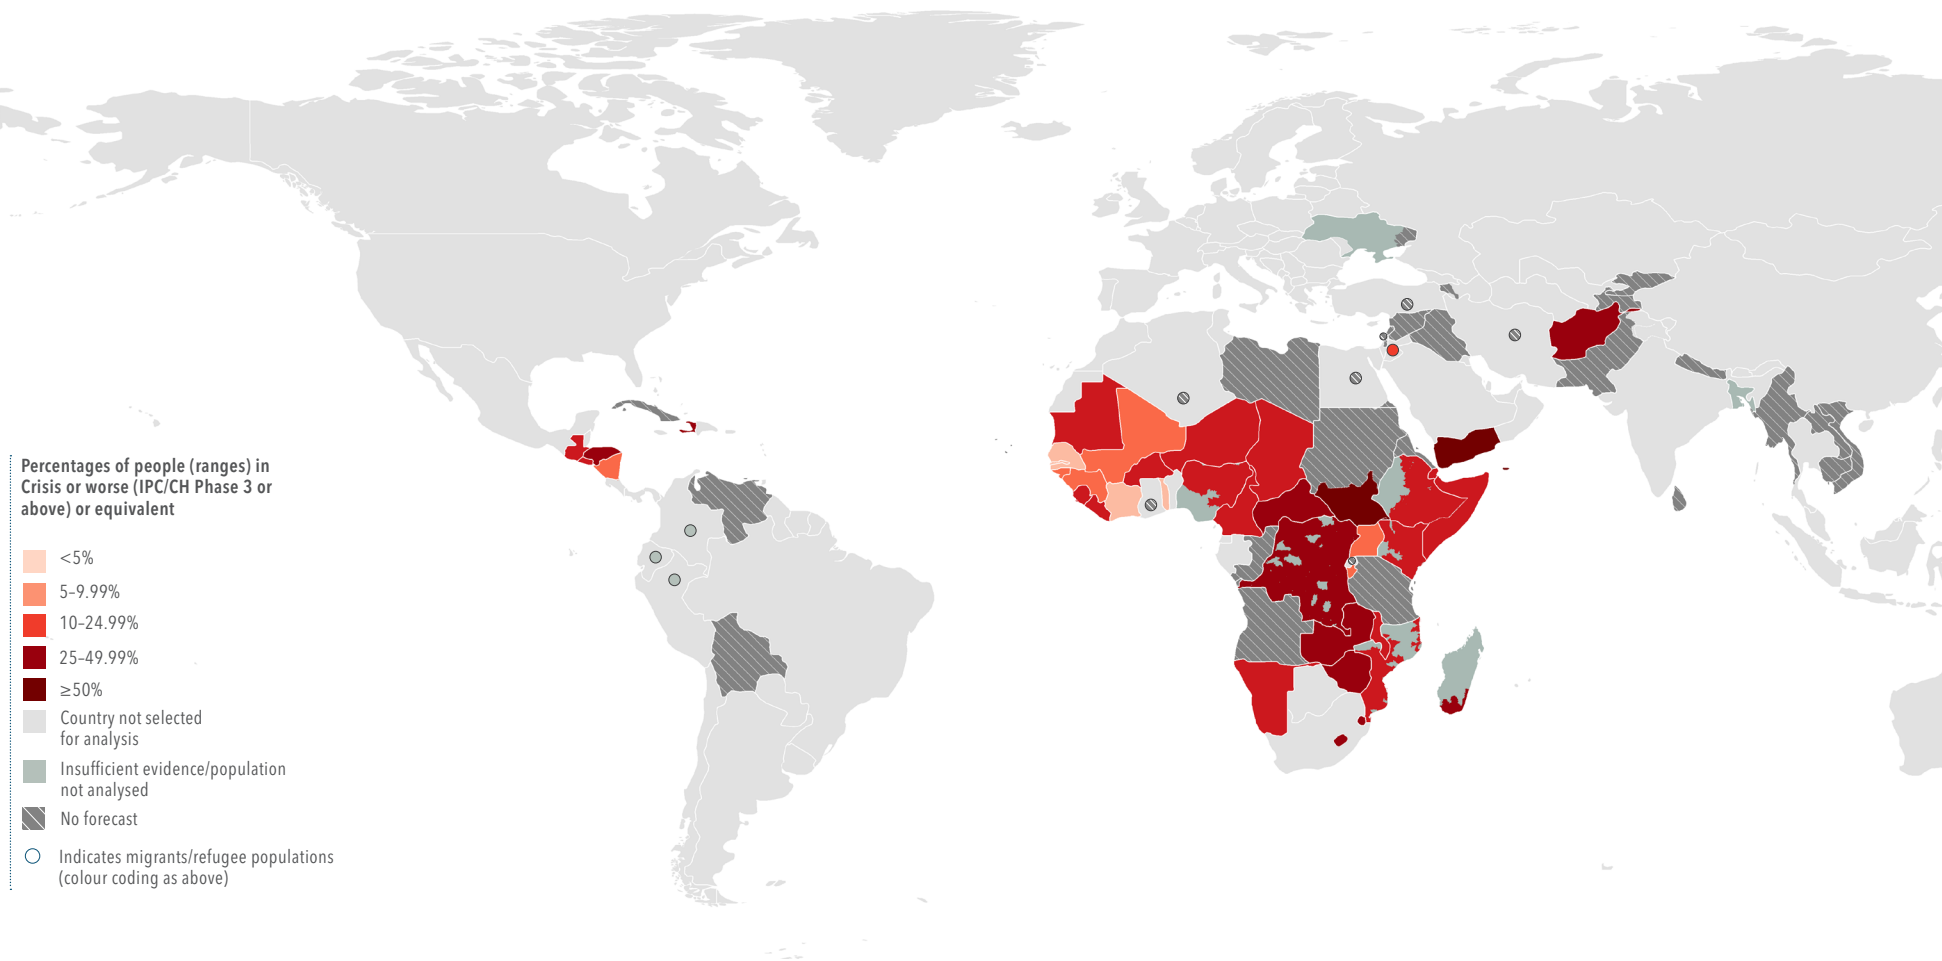 Percentages of people (ranges) in
Crisis or worse (IPC/CH Phase 3 or
above) or equivalent
<5%
5–9.99%
10–24.99%
25–49.99%
≥50%
Country not selected
for analysis
Insufficient evidence/population
not analysed
No forecast
Indicates migrants/refugee populations
(colour coding as above)